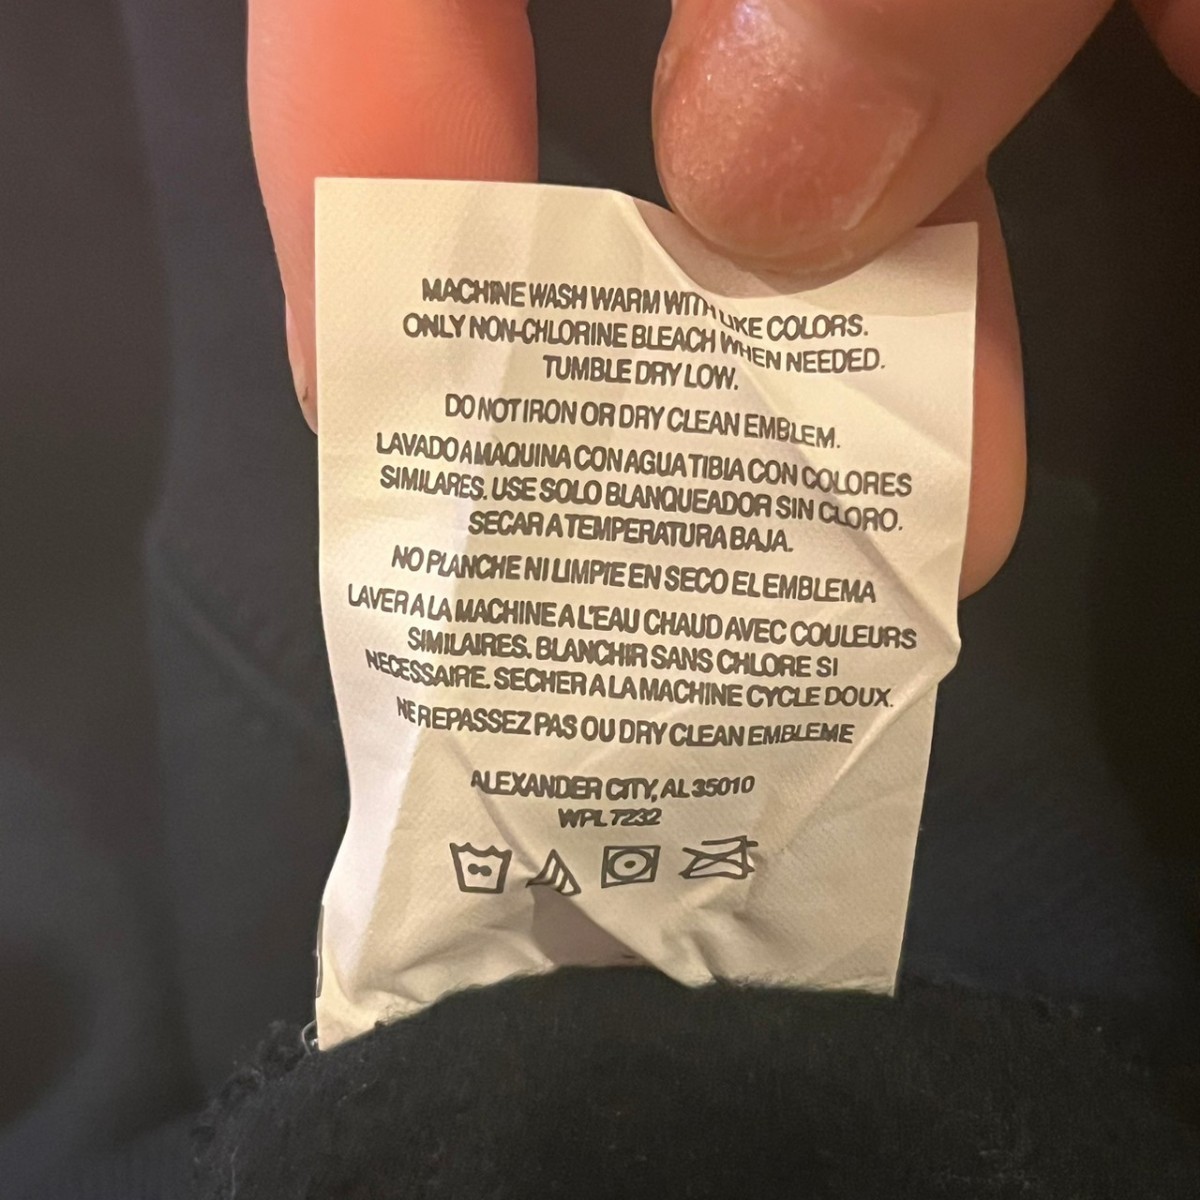 MACHINE WASH WARM WITH LIKE COLORS.
ONLY NON-CHLORINE BLEACH WHEN NEEDED.
TUMBLE DRY LOW.
DO NOT IRON OR DRY CLEAN EMBLEM.
LAVADO A MAQUINA CON AGUA TIBIA CON COLORES
SIMILARES. USE SOLO BLANQUEADOR SIN CLORO.
SECAR A TEMPERATURA BAJA.
NO PLANCHE NI LIMPIE EN SECO EL EMBLEMA
LAVER A LA MACHINE A L'EAU CHAUD AVEC COULEURS
SIMILAIRES. BLANCHIR SANS CHLORE SI
NECESSAIRE. SECHER A LA MACHINE CYCLE DOUX.
NE REPASSEZ PAS OU DRY CLEAN EMBLEME
ALEXANDER CITY, AL 35010
WPL 7232